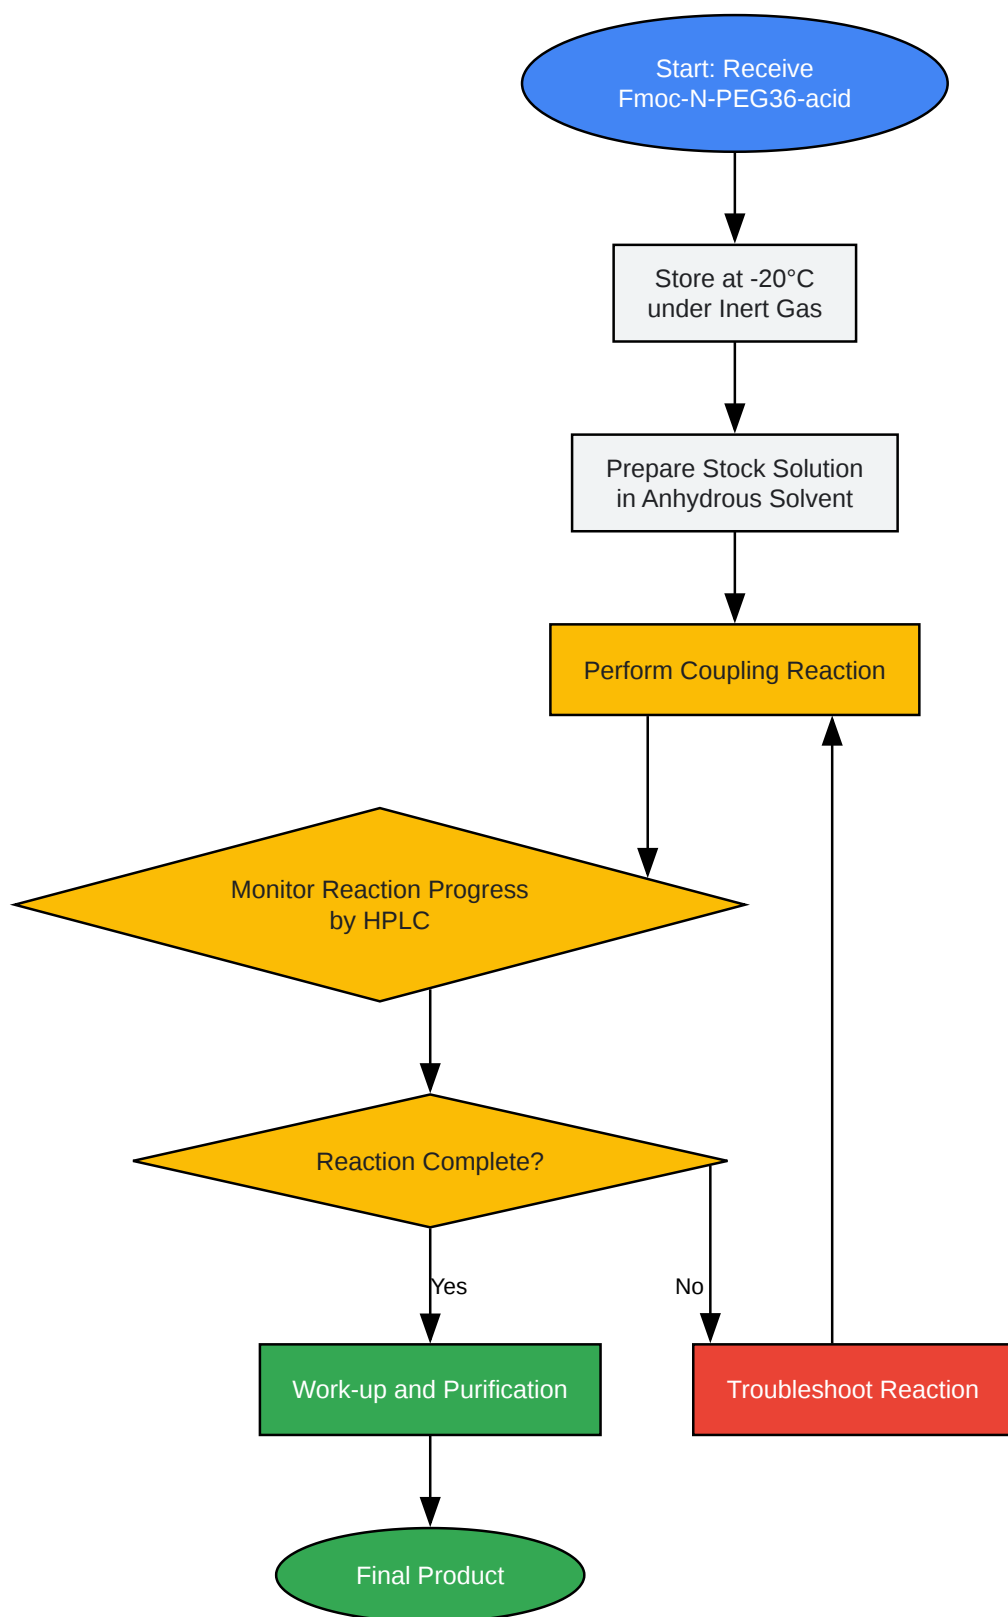 Start: Receive
Fmoc-N-PEG36-acid
Store at -20°C
under Inert Gas
Prepare Stock Solution
in Anhydrous Solvent
Perform Coupling Reaction
Monitor Reaction Progress
by HPLC
Reaction Complete?
Yes
No
Work-up and Purification
Troubleshoot Reaction
Final Product